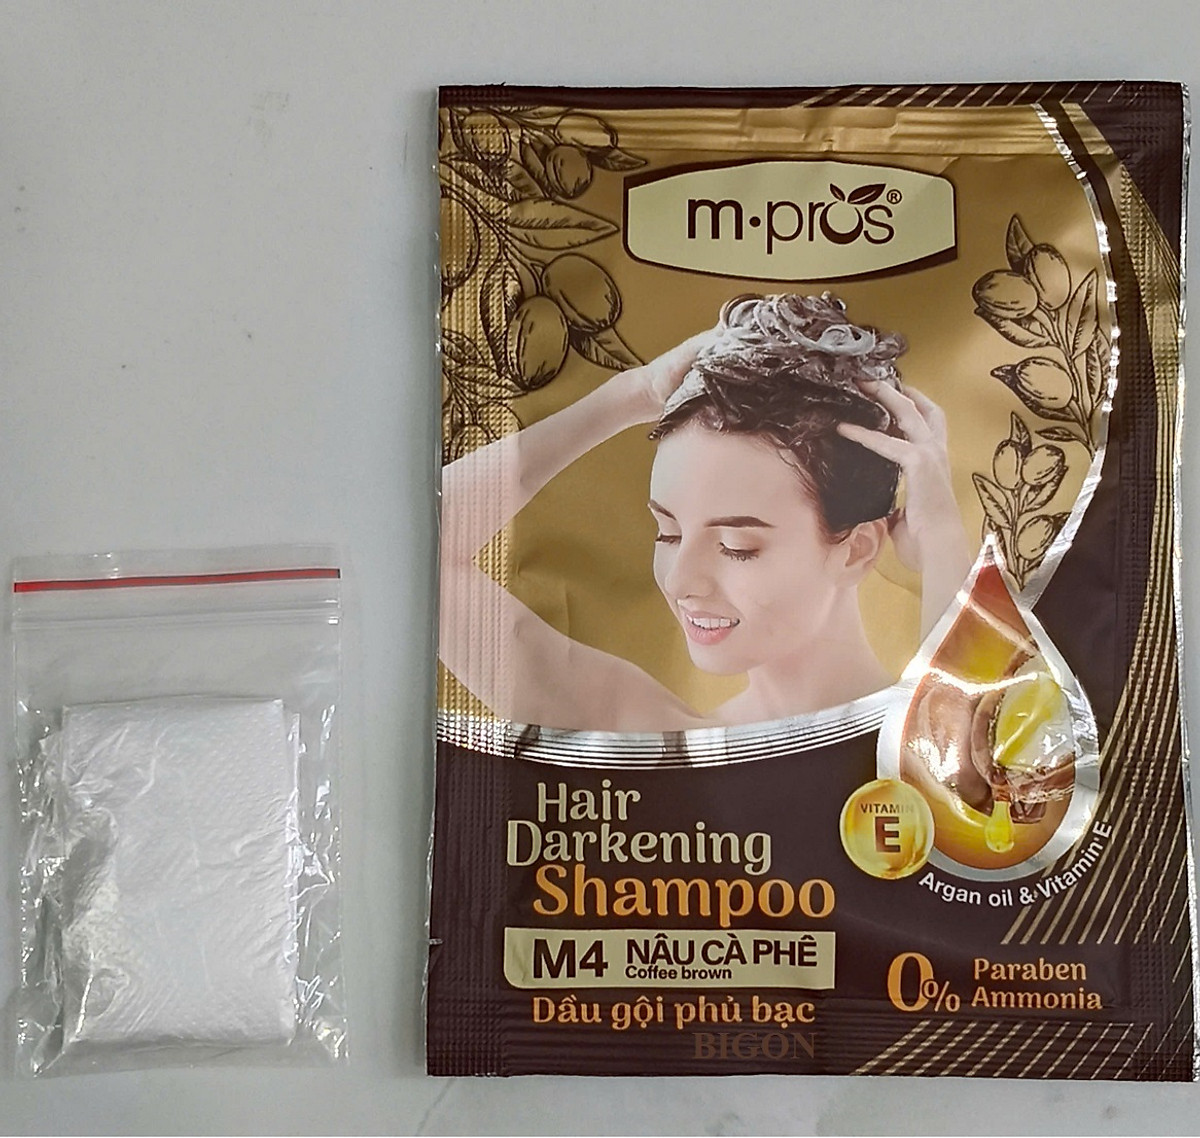 m·pros®
Hair
Darkening
Shampoo
M4 NÂU CÀ PHÊ
Coffee brown
Dầu gội phủ bạc
VITAMIN
E
Argan oil & Vitamin E
0% Paraben
Ammonia
BIGON